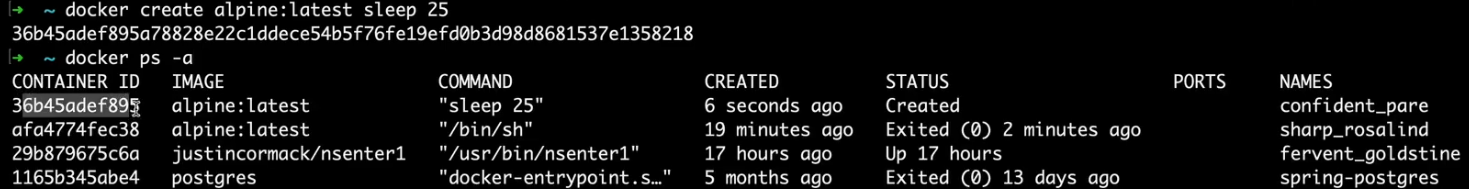 ➜ ~ docker create alpine:latest sleep 25
36b45adef895a78828e22c1ddece54b5f76fe19efd0b3d98d8681537e1358218
➜ ~ docker ps -a
CONTAINER ID IMAGE COMMAND CREATED STATUS PORTS NAMES
36b45adef895 alpine:latest "sleep 25" 6 seconds ago Created confident_pare
afa4774fec38 alpine:latest "/bin/sh" 19 minutes ago Exited (0) 2 minutes ago sharp_rosalind
29b879675c6a justincormack/nsenter1 "/usr/bin/nsenter1" 17 hours ago Up 17 hours fervent_goldstine
1165b345abe4 postgres "docker-entrypoint.s…" 5 months ago Exited (0) 13 days ago spring-postgres